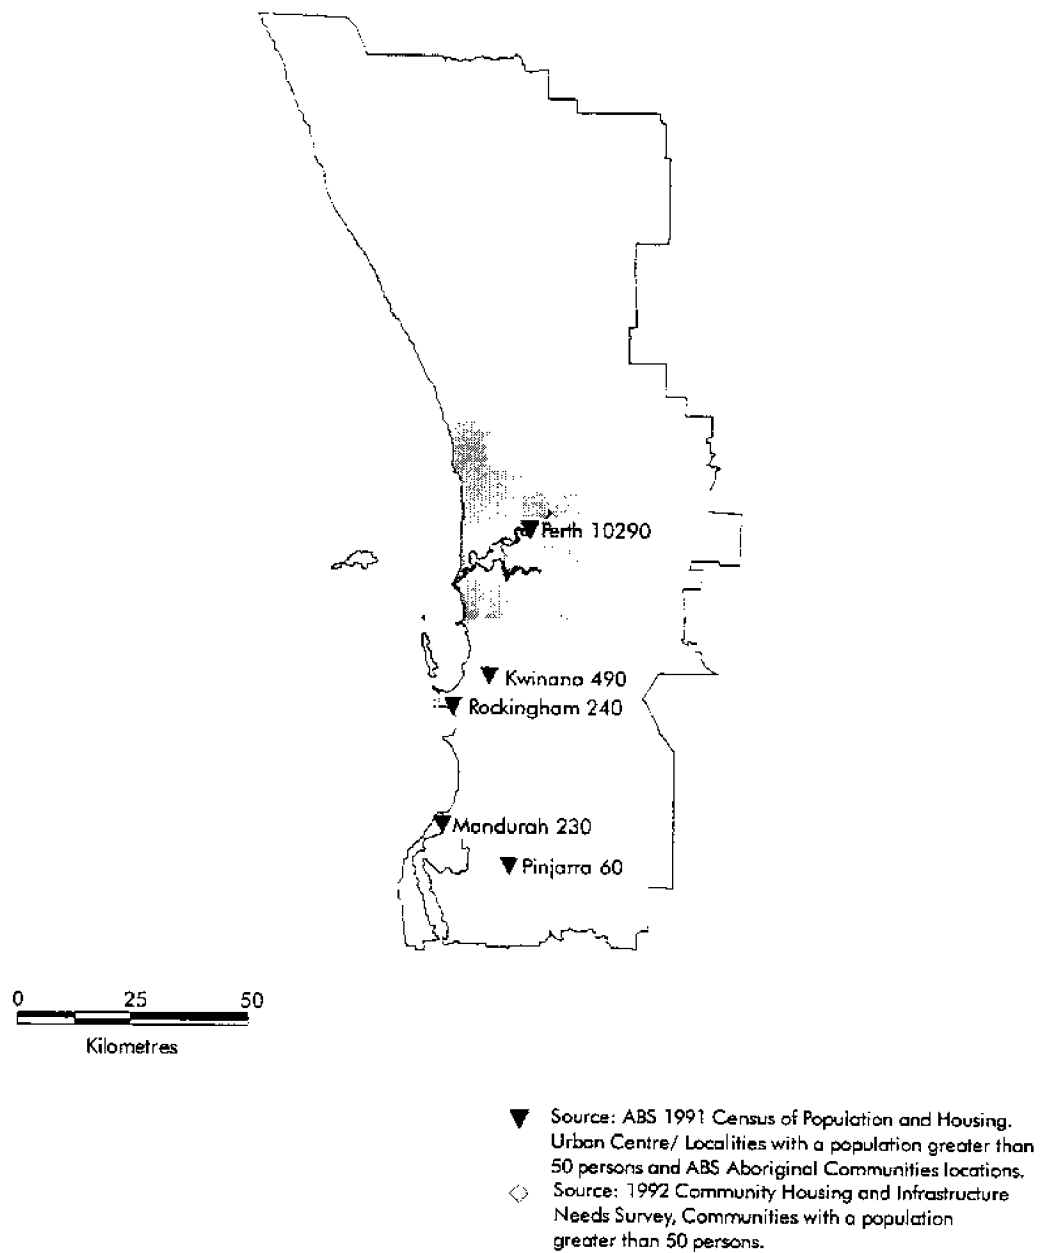 Perth 10290
Kwinana 490
Rockingham 240
Mandurah 230
Pinjarra 60
0 25 50
Kilometres
Source: ABS 1991 Census of Population and Housing.
Urban Centre/ Localities with a population greater than
50 persons and ABS Aboriginal Communities locations.
Source: 1992 Community Housing and Infrastructure
Needs Survey, Communities with a population
greater than 50 persons.